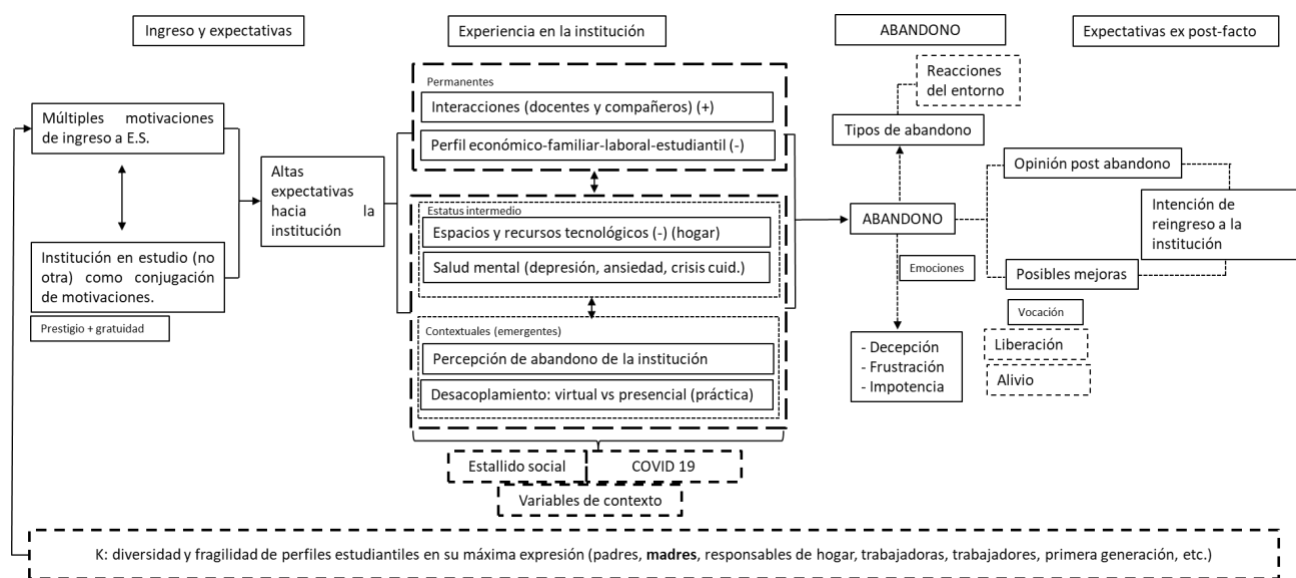 Ingreso y expectativas
Experiencia en la institución
ABANDONO
Expectativas ex post-facto
Múltiples motivaciones
de ingreso a E.S.
Institución en estudio (no
otra) como conjugación
de motivaciones.
Prestigio + gratuidad
Altas
expectativas
hacia la
institución
Permanentes
Interacciones (docentes y compañeros) (+)
Perfil económico-familiar-laboral-estudiantil (-)
Estatus intermedio
Espacios y recursos tecnológicos (-) (hogar)
Salud mental (depresión, ansiedad, crisis cuid.)
Contextuales (emergentes)
Percepción de abandono de la institución
Desacoplamiento: virtual vs presencial (práctica)
Estallido social
COVID 19
Variables de contexto
Reacciones
del entorno
Tipos de abandono
ABANDONO
Emociones
- Decepción
- Frustración
- Impotencia
Opinión post abandono
Posibles mejoras
Vocación
Liberación
Alivio
Intención de
reingreso a la
institución
K: diversidad y fragilidad de perfiles estudiantiles en su máxima expresión (padres, madres, responsables de hogar, trabajadoras, trabajadores, primera generación, etc.)